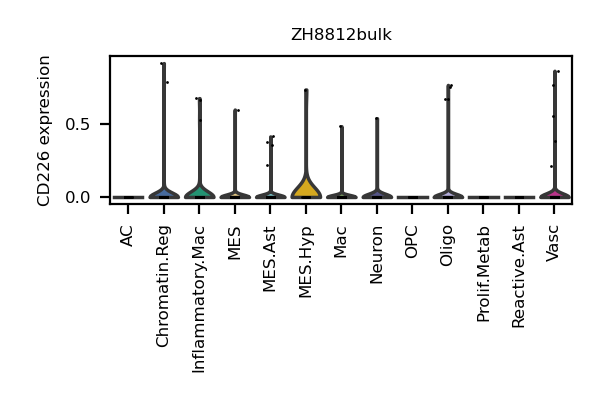 ZH8812bulk
CD226 expression
0.5
0.0
AC
Chromatin.Reg
Inflammatory.Mac
MES
MES.Ast
MES.Hyp
Mac
Neuron
OPC
Oligo
Prolif.Metab
Reactive.Ast
Vasc